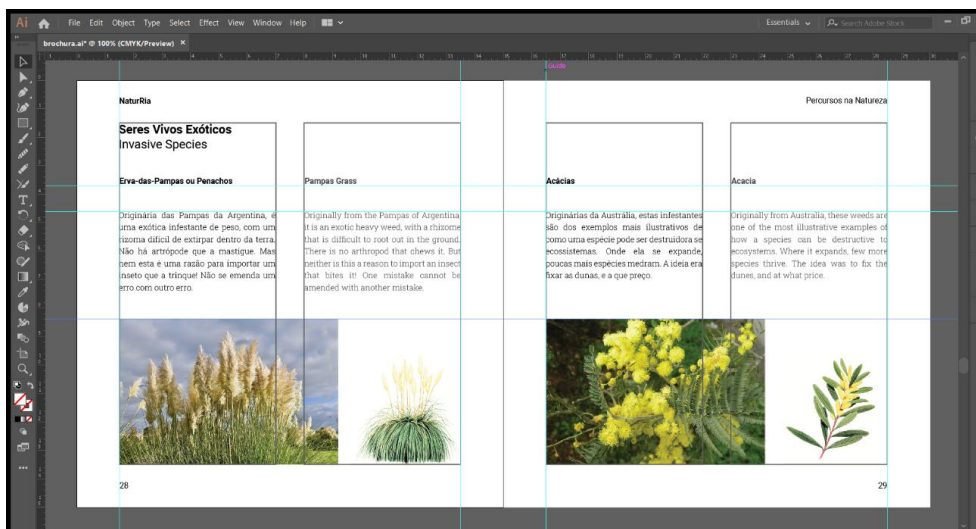 Ai File Edit Object Type Select Effect View Window Help Essentials Search Adobe Stock
brochura.ai* @ 100% (CMYK/Preview) ×
Guide
NaturRia
Seres Vivos Exóticos
Invasive Species
Erva-das-Pampas ou Penachos
Originária das Pampas da Argentina, é
uma exótica infestante de peso, com um
rizoma difícil de extirpar dentro da terra.
Não há artrópode que a mastigue. Mas
nem esta é uma razão para importar um
inseto que a trinque! Não se emenda um
erro com outro erro.
Pampas Grass
Originally from the Pampas of Argentina,
it is an exotic heavy weed, with a rhizome
that is difficult to root out in the ground.
There is no arthropod that chews it. But
neither is this a reason to import an insect
that bites it! One mistake cannot be
amended with another mistake.
28
Percursos na Natureza
Acácias
Originárias da Austrália, estas infestantes
são dos exemplos mais ilustrativos de
como uma espécie pode ser destruidora se
ecossistemas. Onde ela se expande,
poucas mais espécies medram. A ideia era
fixar as dunas, e a que preço.
Acacia
Originally from Australia, these weeds are
one of the most illustrative examples of
how a species can be destructive to
ecosystems. Where it expands, few more
species thrive. The idea was to fix the
dunes, and at what price.
29